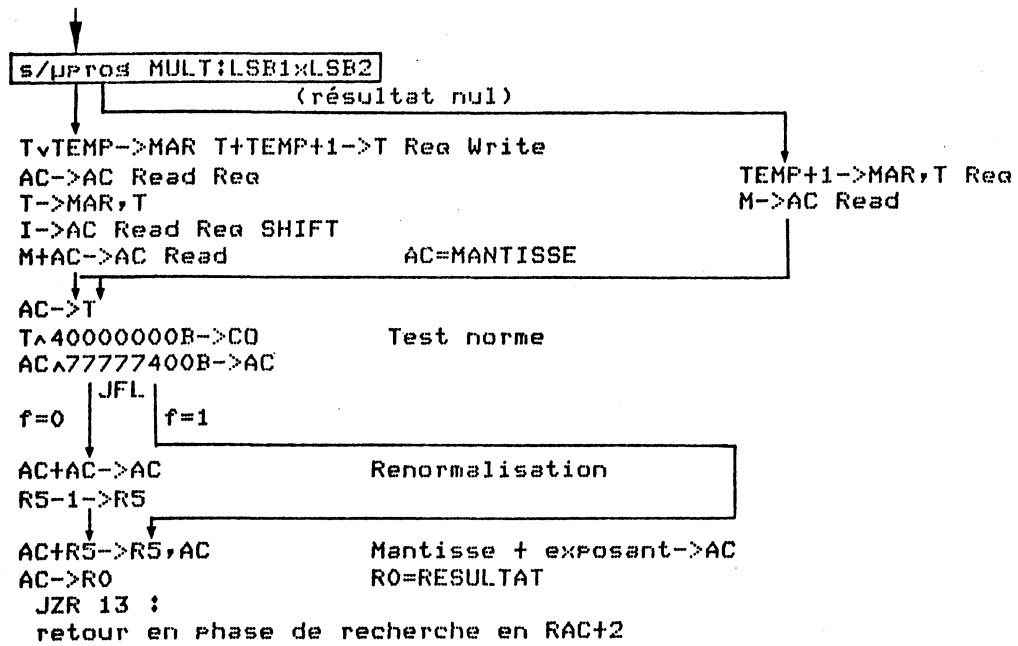 s/μprog MULT:LSB1xLSB2
(résultat nul)
TvTEMP->MAR T+TEMP+1->T Req Write
AC->AC Read Req
T->MAR,T
I->AC Read Req SHIFT
M+AC->AC Read AC=MANTISSE
TEMP+1->MAR,T Req
M->AC Read
AC->T
T∧40000000B->CO Test norme
AC∧77777400B->AC
JFL
f=0 f=1
AC+AC->AC Renormalisation
R5-1->R5
AC+R5->R5,AC Mantisse + exposant->AC
AC->R0 R0=RESULTAT
JZR 13 :
retour en phase de recherche en RAC+2